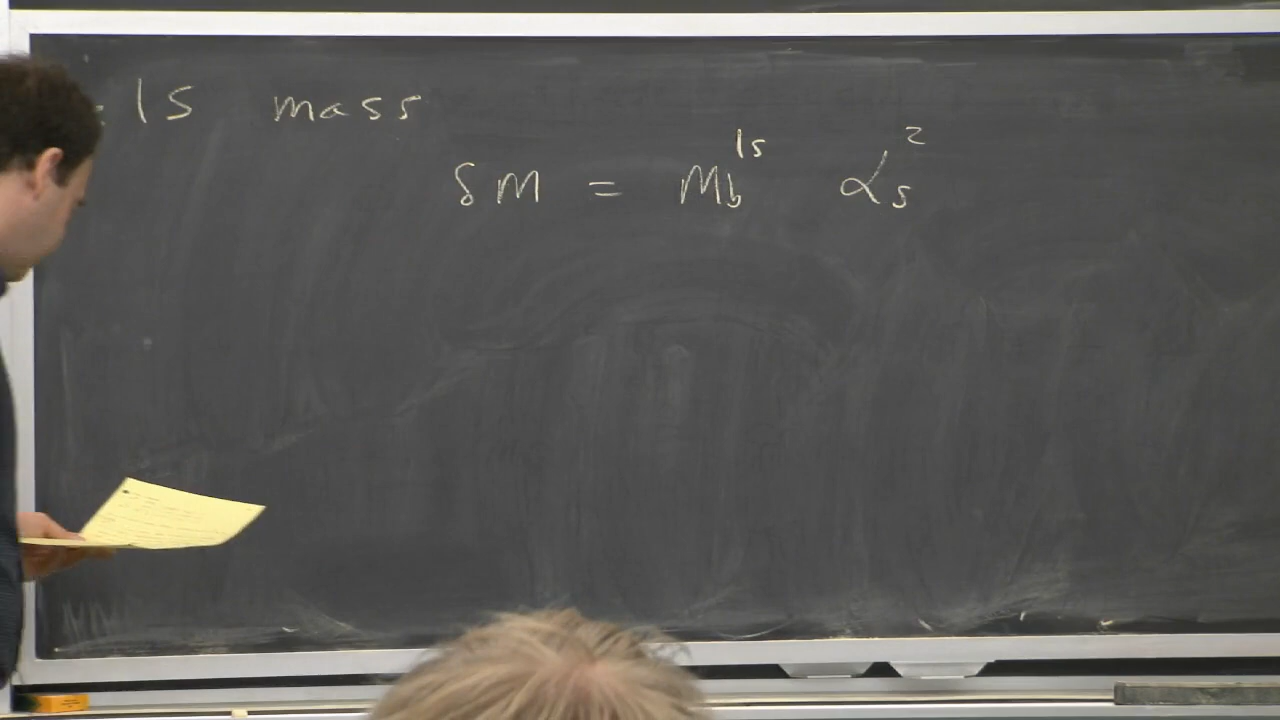 : 1S mass
δm = m_b^{1S} α_s^2